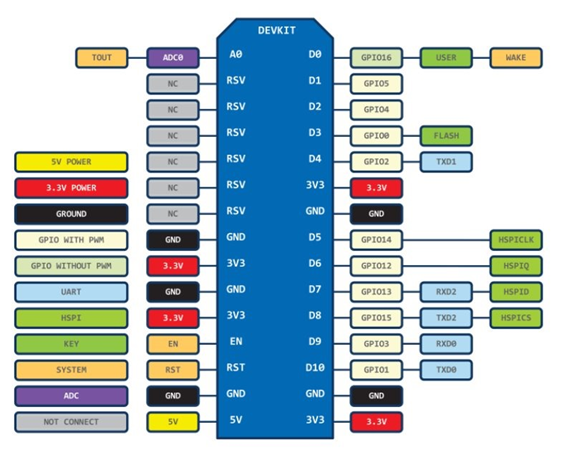 DEVKIT
TOUT ADC0 A0 D0 GPIO16 USER WAKE
NC RSV D1 GPIO5
NC RSV D2 GPIO4
NC RSV D3 GPIO0 FLASH
5V POWER NC RSV D4 GPIO2 TXD1
3.3V POWER NC RSV 3V3 3.3V
GROUND NC RSV GND GND
GPIO WITH PWM GND GND D5 GPIO14 HSPICLK
GPIO WITHOUT PWM 3.3V 3V3 D6 GPIO12 HSPIQ
UART GND GND D7 GPIO13 RXD2 HSPID
HSPI 3.3V 3V3 D8 GPIO15 TXD2 HSPICS
KEY EN EN D9 GPIO3 RXD0
SYSTEM RST RST D10 GPIO1 TXD0
ADC GND GND GND GND
NOT CONNECT 5V 5V 3V3 3.3V